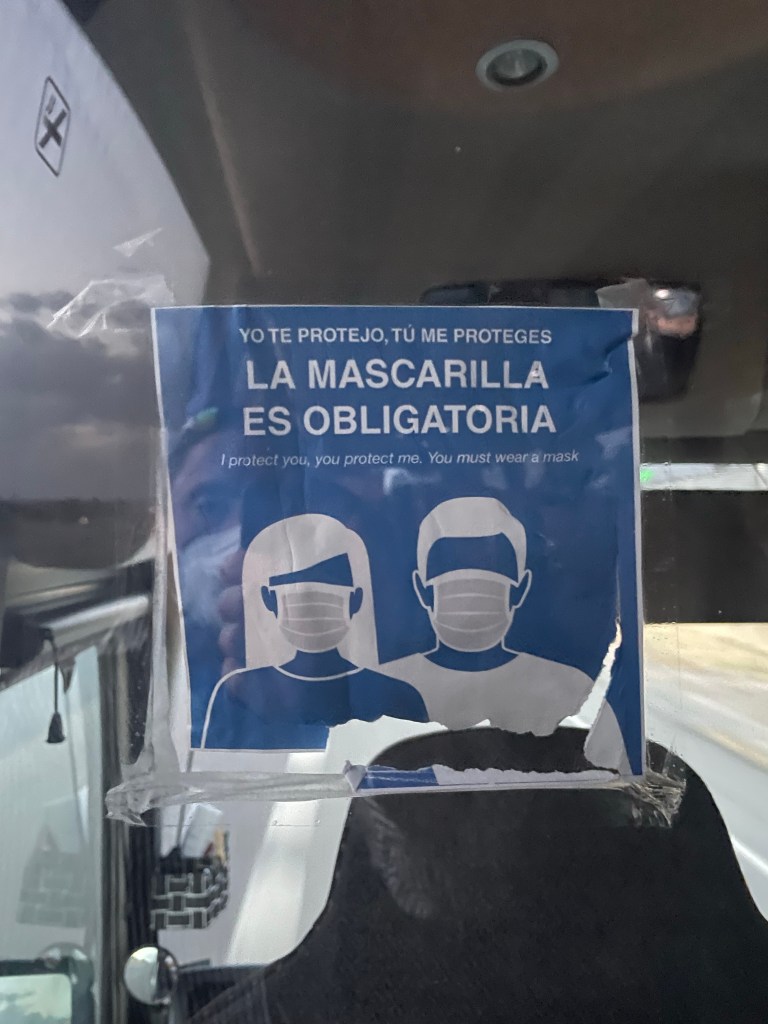 YO TE PROTEJO, TÚ ME PROTEGES
LA MASCARILLA
ES OBLIGATORIA
I protect you, you protect me. You must wear a mask